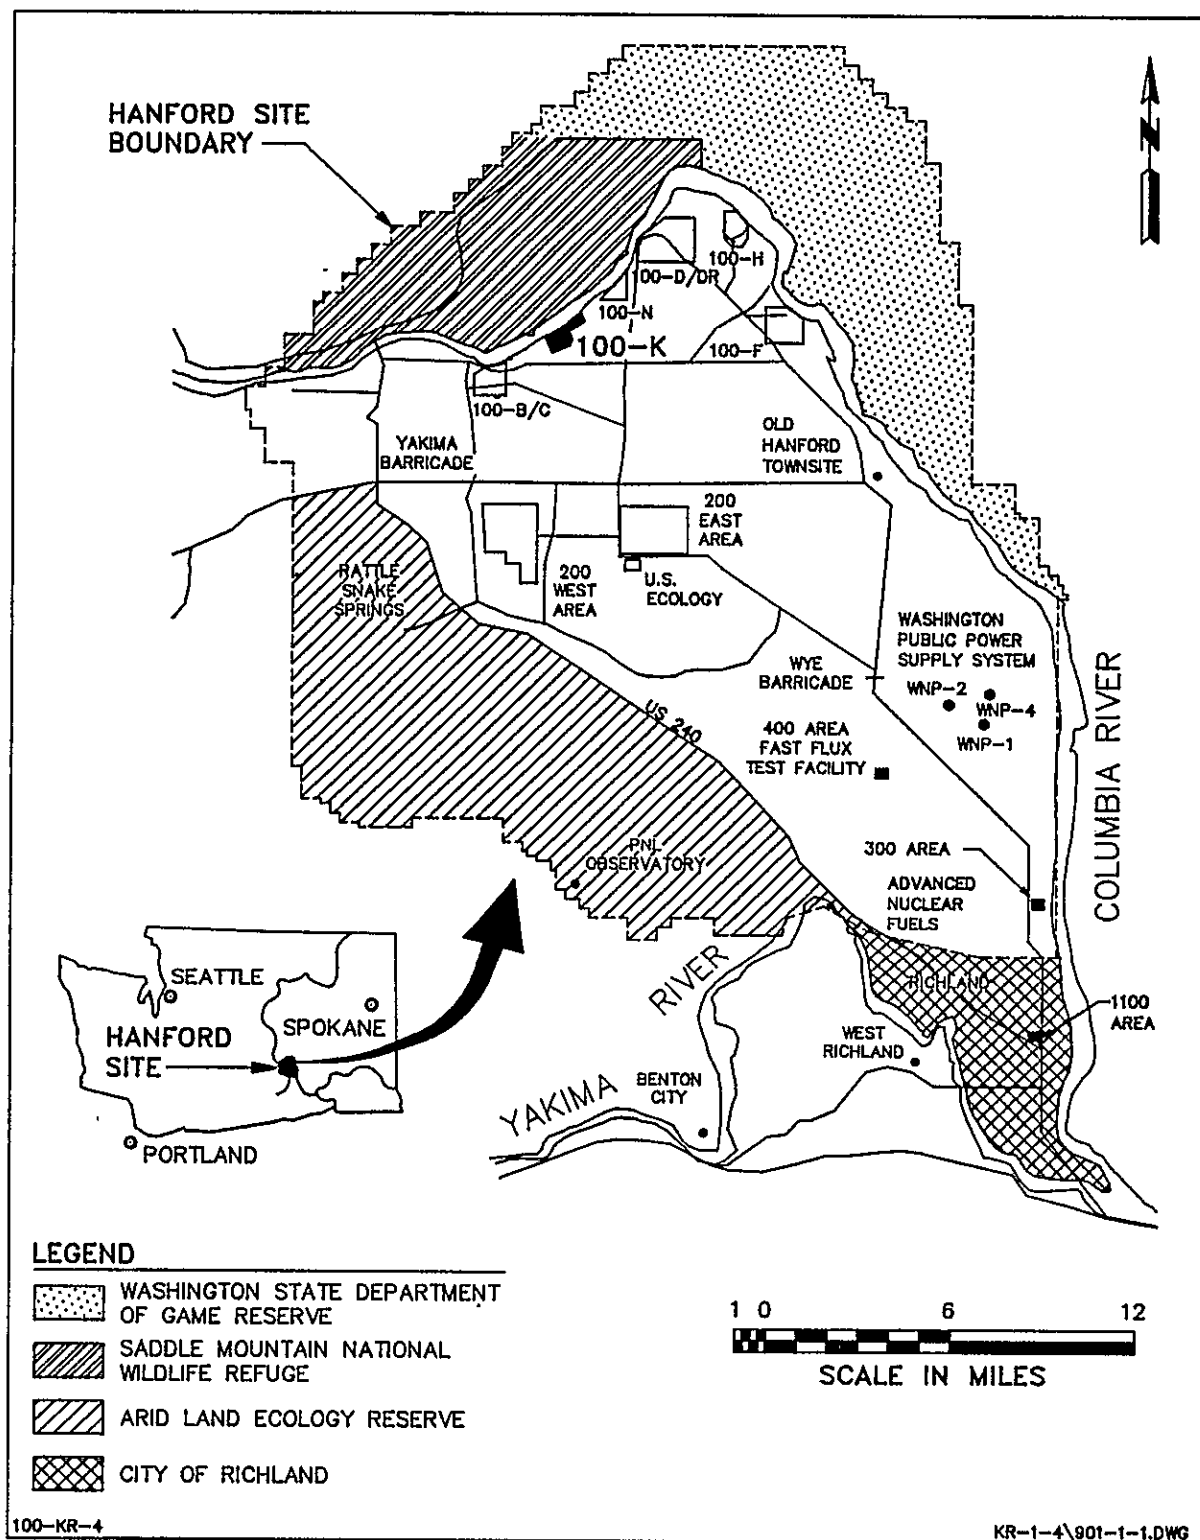 HANFORD SITE
BOUNDARY
N
100-H
100-D/DR
100-N
100-K
100-F
100-B/C
YAKIMA
BARRICADE
OLD
HANFORD
TOWNSITE
200
EAST
AREA
RATTLE
SNAKE
SPRINGS
200
WEST
AREA
U.S.
ECOLOGY
WASHINGTON
PUBLIC POWER
SUPPLY SYSTEM
WYE
BARRICADE
WNP-2
WNP-4
WNP-1
US 240
400 AREA
FAST FLUX
TEST FACILITY
COLUMBIA RIVER
PNL
OBSERVATORY
300 AREA
ADVANCED
NUCLEAR
FUELS
RICHLAND
1100
AREA
YAKIMA RIVER
WEST
RICHLAND
BENTON
CITY
SEATTLE
SPOKANE
HANFORD
SITE
PORTLAND
LEGEND
WASHINGTON STATE DEPARTMENT
OF GAME RESERVE
SADDLE MOUNTAIN NATIONAL
WILDLIFE REFUGE
ARID LAND ECOLOGY RESERVE
CITY OF RICHLAND
1 0 6 12
SCALE IN MILES
100-KR-4
KR-1-4\901-1-1.DWG